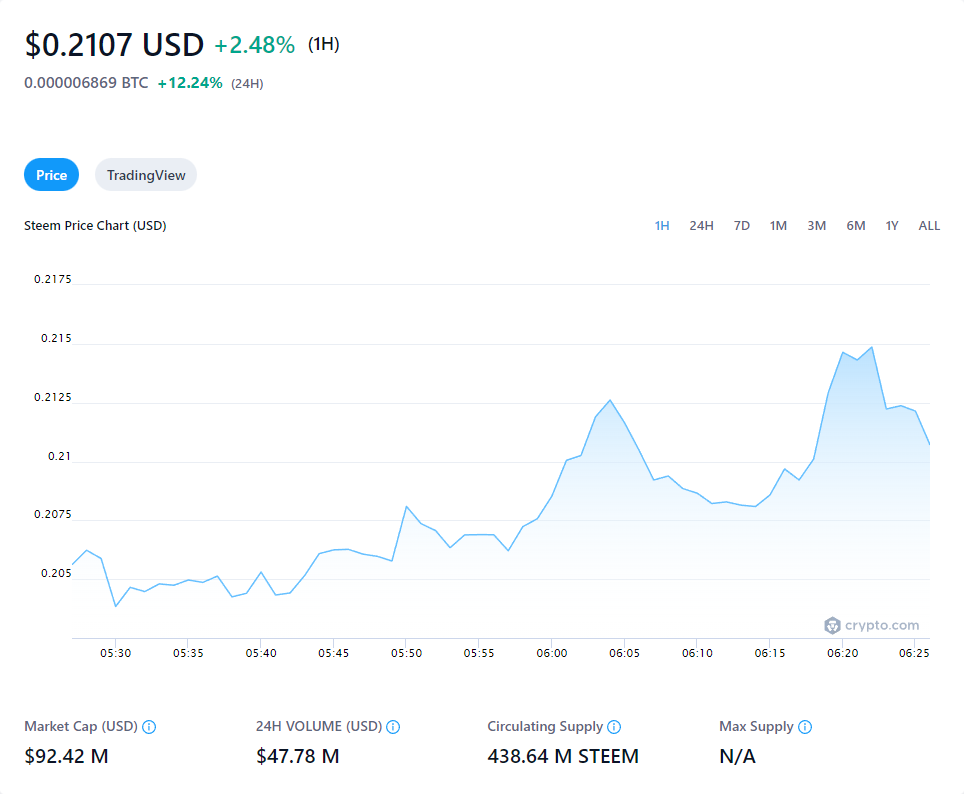 $0.2107 USD +2.48% (1H)
0.000006869 BTC +12.24% (24H)
Price TradingView
Steem Price Chart (USD) 1H 24H 7D 1M 3M 6M 1Y ALL
0.2175
0.215
0.2125
0.21
0.2075
0.205
crypto.com
05:30 05:35 05:40 05:45 05:50 05:55 06:00 06:05 06:10 06:15 06:20 06:25
Market Cap (USD) 24H VOLUME (USD) Circulating Supply Max Supply
$92.42 M $47.78 M 438.64 M STEEM N/A